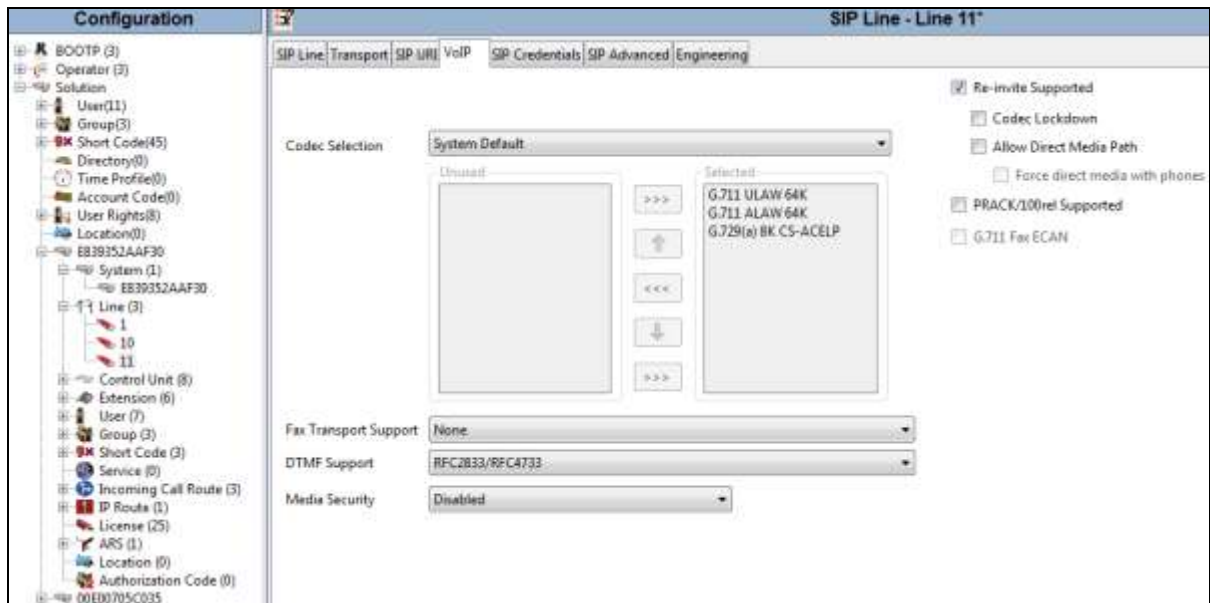 Configuration
BOOTP (3)
Operator (3)
Solution
User(11)
Group(3)
Short Code(45)
Directory(0)
Time Profile(0)
Account Code(0)
User Rights(8)
Location(0)
E839352AAF30
System (1)
E839352AAF30
Line (3)
1
10
11
Control Unit (8)
Extension (6)
User (7)
Group (3)
Short Code (3)
Service (0)
Incoming Call Route (3)
IP Route (1)
License (25)
ARS (1)
Location (0)
Authorization Code (0)
00E00705C035
SIP Line - Line 11*
SIP Line Transport SIP URI VoIP SIP Credentials SIP Advanced Engineering
Codec Selection System Default
Unused Selected
G.711 ULAW 64K
G.711 ALAW 64K
G.729(a) 8K CS-ACELP
>>>
<<<
>>>
Fax Transport Support None
DTMF Support RFC2833/RFC4733
Media Security Disabled
Re-invite Supported
Codec Lockdown
Allow Direct Media Path
Force direct media with phones
PRACK/100rel Supported
G.711 Fax ECAN